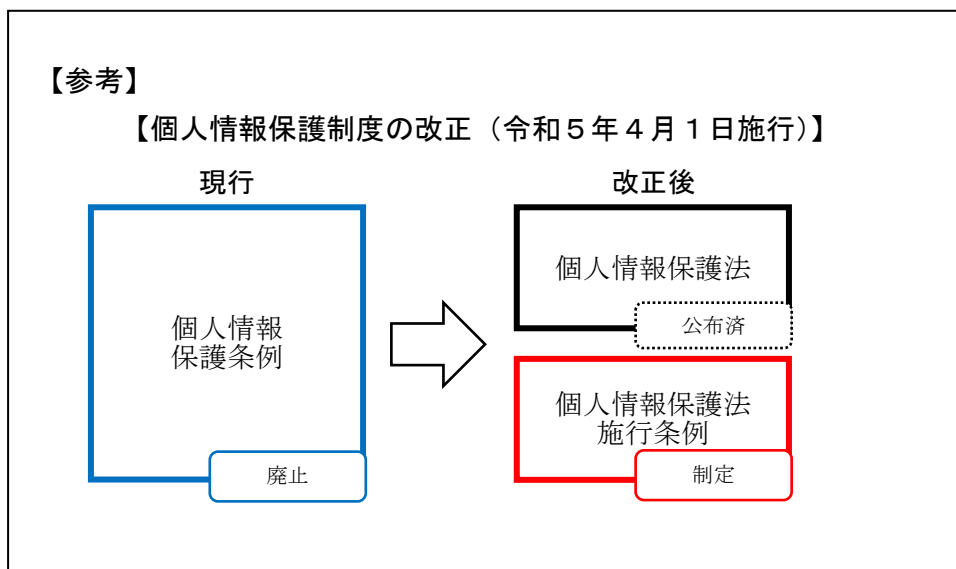 【参考】
【個人情報保護制度の改正（令和５年４月１日施行）】
現行
個人情報
保護条例
廃止
改正後
個人情報保護法
公布済
個人情報保護法
施行条例
制定